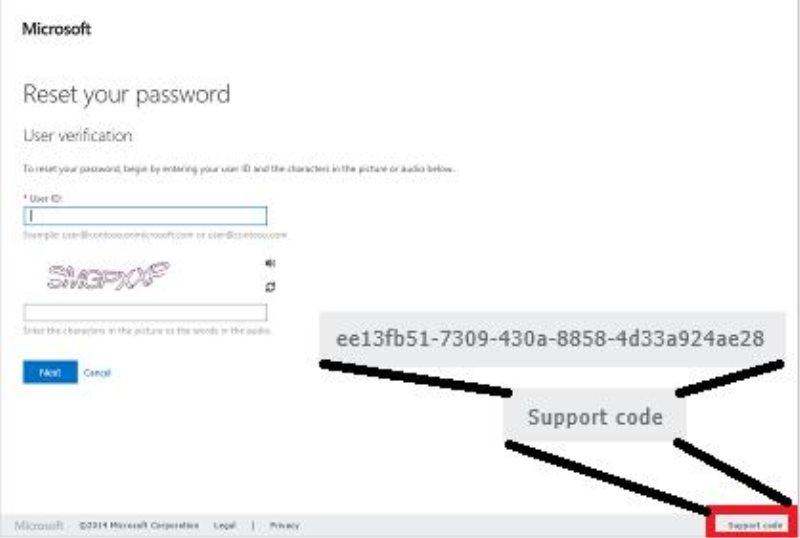 Microsoft
Reset your password
User verification
To reset your password, begin by entering your user ID and the characters in the picture or audio below.
* User ID:
Example: user@contoso.onmicrosoft.com or user@contoso.com
Enter the characters in the picture or the words in the audio.
ee13fb51-7309-430a-8858-4d33a924ae28
Next Cancel
Support code
Microsoft ©2014 Microsoft Corporation Legal | Privacy Support code